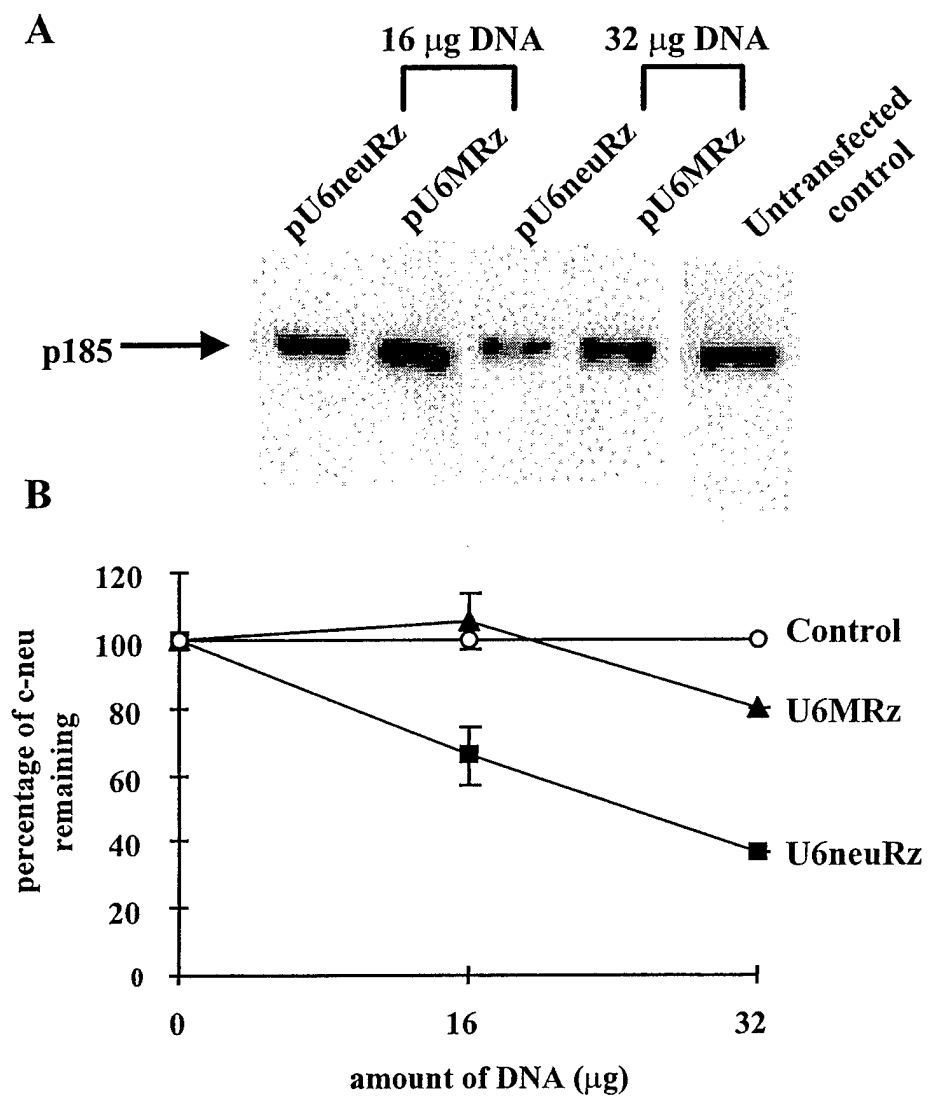 A
16 µg DNA
32 µg DNA
pU6neuRz
pU6MRz
pU6neuRz
pU6MRz
Untransfected
control
p185
B
percentage of c-neu
remaining
120
100
80
60
40
20
0
Control
U6MRz
U6neuRz
0
16
32
amount of DNA (µg)